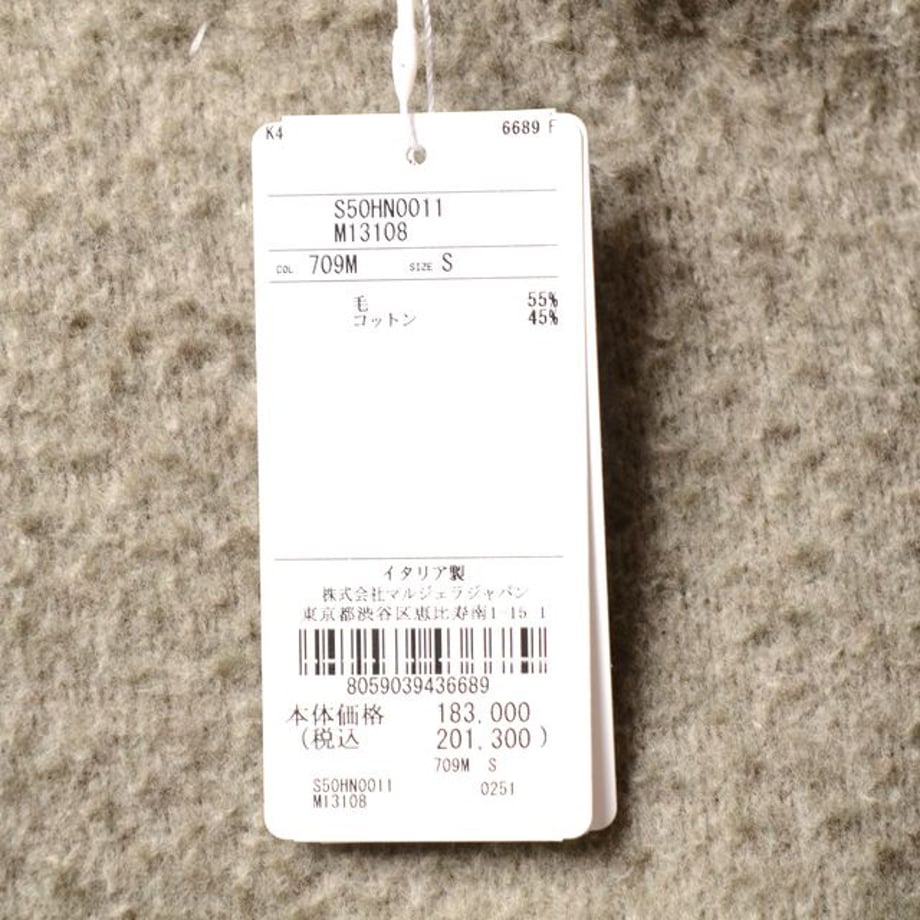 K4 6689 F
S50HN0011
M13108
COL 709M SIZE S
毛 55%
コットン 45%
イタリア製
株式会社マルジェラジャパン
東京都渋谷区恵比寿南1-15-1
8059039436689
本体価格 183,000
(税込 201,300)
709M S
S50HN0011 0251
M13108